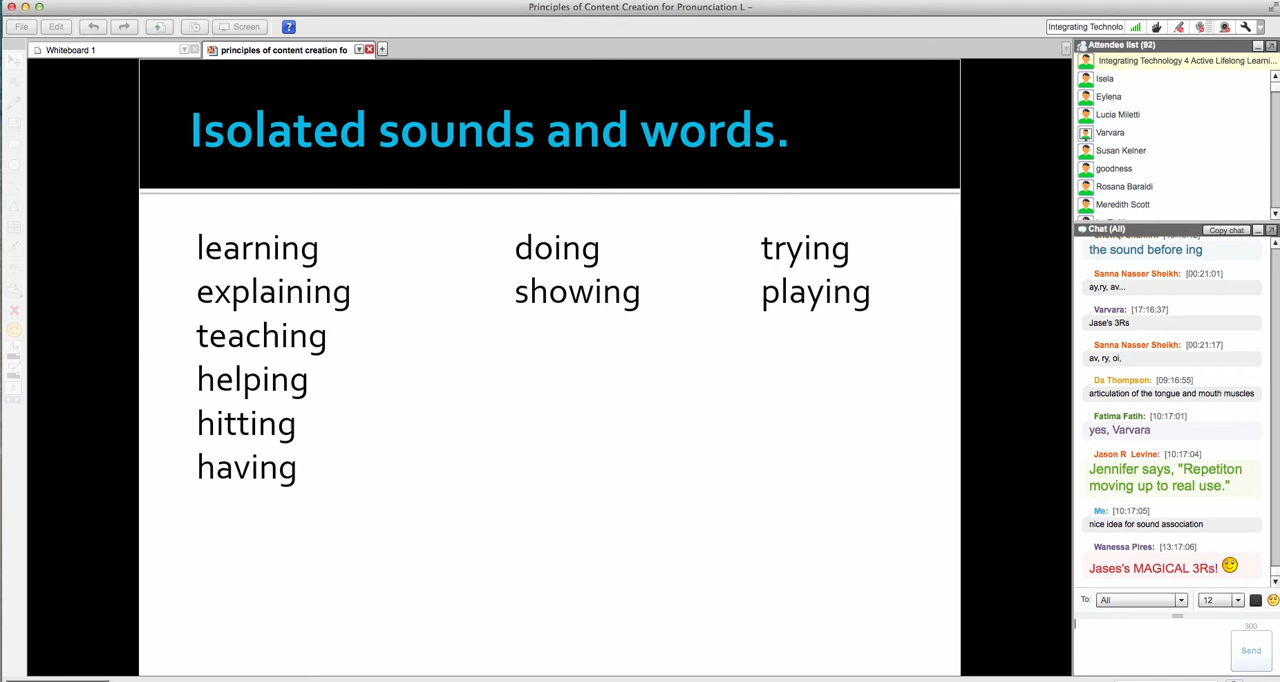 Principles of Content Creation for Pronunciation L –
File
Edit
Screen
?
Integrating Technolo
Whiteboard 1
principles of content creation fo
Isolated sounds and words.
learning
explaining
teaching
helping
hitting
having
doing
showing
trying
playing
Attendee list (92)
Integrating Technology 4 Active Lifelong Learni...
Isela
Eylena
Lucia Miletti
Varvara
Susan Kelner
goodness
Rosana Baraldi
Meredith Scott
Chat (All)
Copy chat
the sound before ing
Sanna Nasser Sheikh: [00:21:01]
ay,ry, av...
Varvara: [17:16:37]
Jase's 3Rs
Sanna Nasser Sheikh: [00:21:17]
av, ry, oi,
Da Thompson: [09:16:55]
articulation of the tongue and mouth muscles
Fatima Fatih: [10:17:01]
yes, Varvara
Jason R Levine: [10:17:04]
Jennifer says, "Repetiton
moving up to real use."
Me: [10:17:05]
nice idea for sound association
Wanessa Pires: [13:17:06]
Jases's MAGICAL 3Rs!
To:
All
12
300
Send